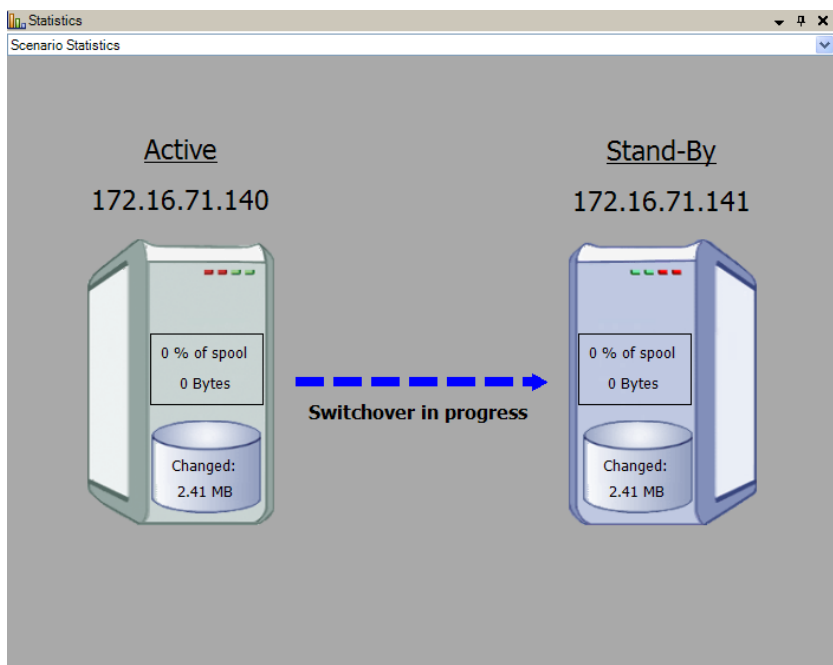 Statistics
Scenario Statistics
Active
172.16.71.140
Stand-By
172.16.71.141
0 % of spool
0 Bytes
Changed:
2.41 MB
Switchover in progress
0 % of spool
0 Bytes
Changed:
2.41 MB